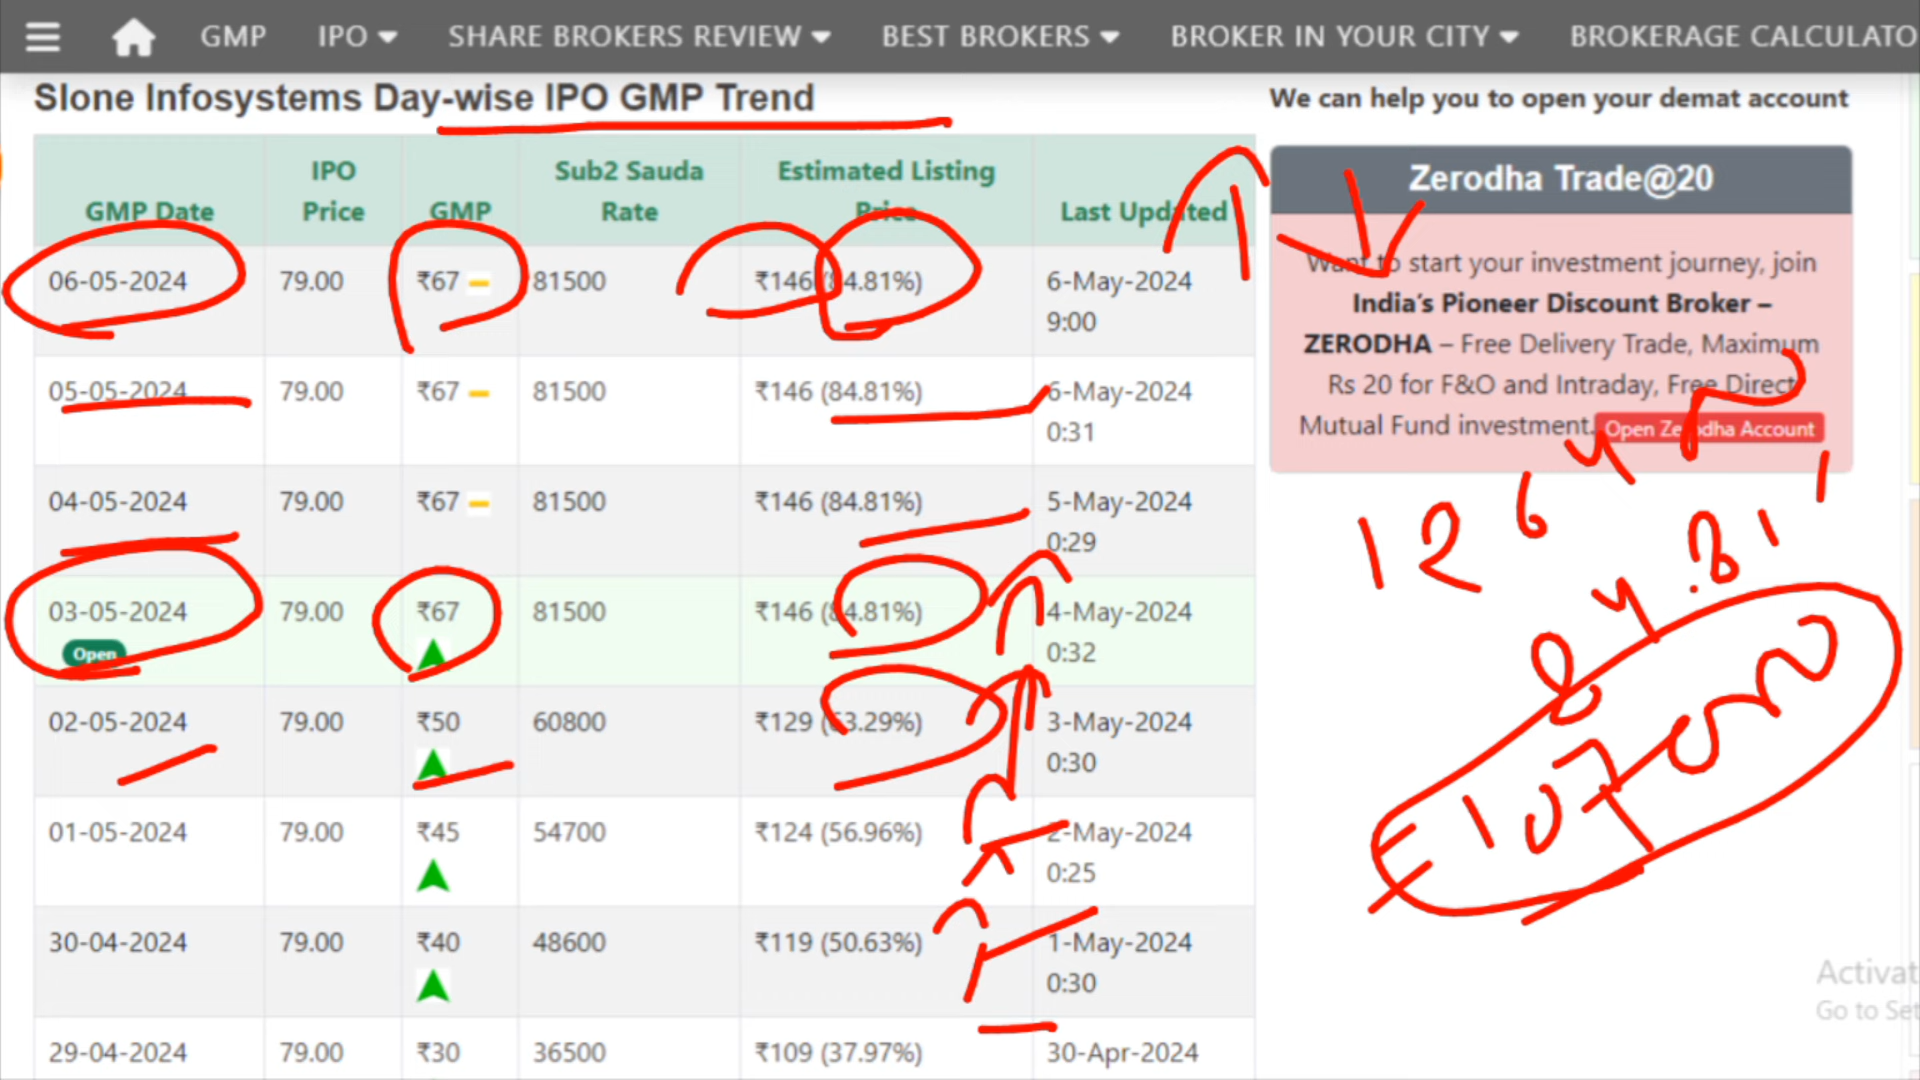 GMP IPO SHARE BROKERS REVIEW BEST BROKERS BROKER IN YOUR CITY BROKERAGE CALCULATO
Slone Infosystems Day-wise IPO GMP Trend
GMP Date IPO Price GMP Sub2 Sauda Rate Estimated Listing Price Last Updated
06-05-2024 79.00 ₹67 81500 ₹146 (84.81%) 6-May-2024 9:00
05-05-2024 79.00 ₹67 81500 ₹146 (84.81%) 6-May-2024 0:31
04-05-2024 79.00 ₹67 81500 ₹146 (84.81%) 5-May-2024 0:29
03-05-2024 Open 79.00 ₹67 81500 ₹146 (84.81%) 4-May-2024 0:32
02-05-2024 79.00 ₹50 60800 ₹129 (63.29%) 3-May-2024 0:30
01-05-2024 79.00 ₹45 54700 ₹124 (56.96%) 2-May-2024 0:25
30-04-2024 79.00 ₹40 48600 ₹119 (50.63%) 1-May-2024 0:30
29-04-2024 79.00 ₹30 36500 ₹109 (37.97%) 30-Apr-2024
We can help you to open your demat account
Zerodha Trade@20
Want to start your investment journey, join
India's Pioneer Discount Broker –
ZERODHA – Free Delivery Trade, Maximum
Rs 20 for F&O and Intraday, Free Direct
Mutual Fund investment. Open Zerodha Account
Activat
Go to Set